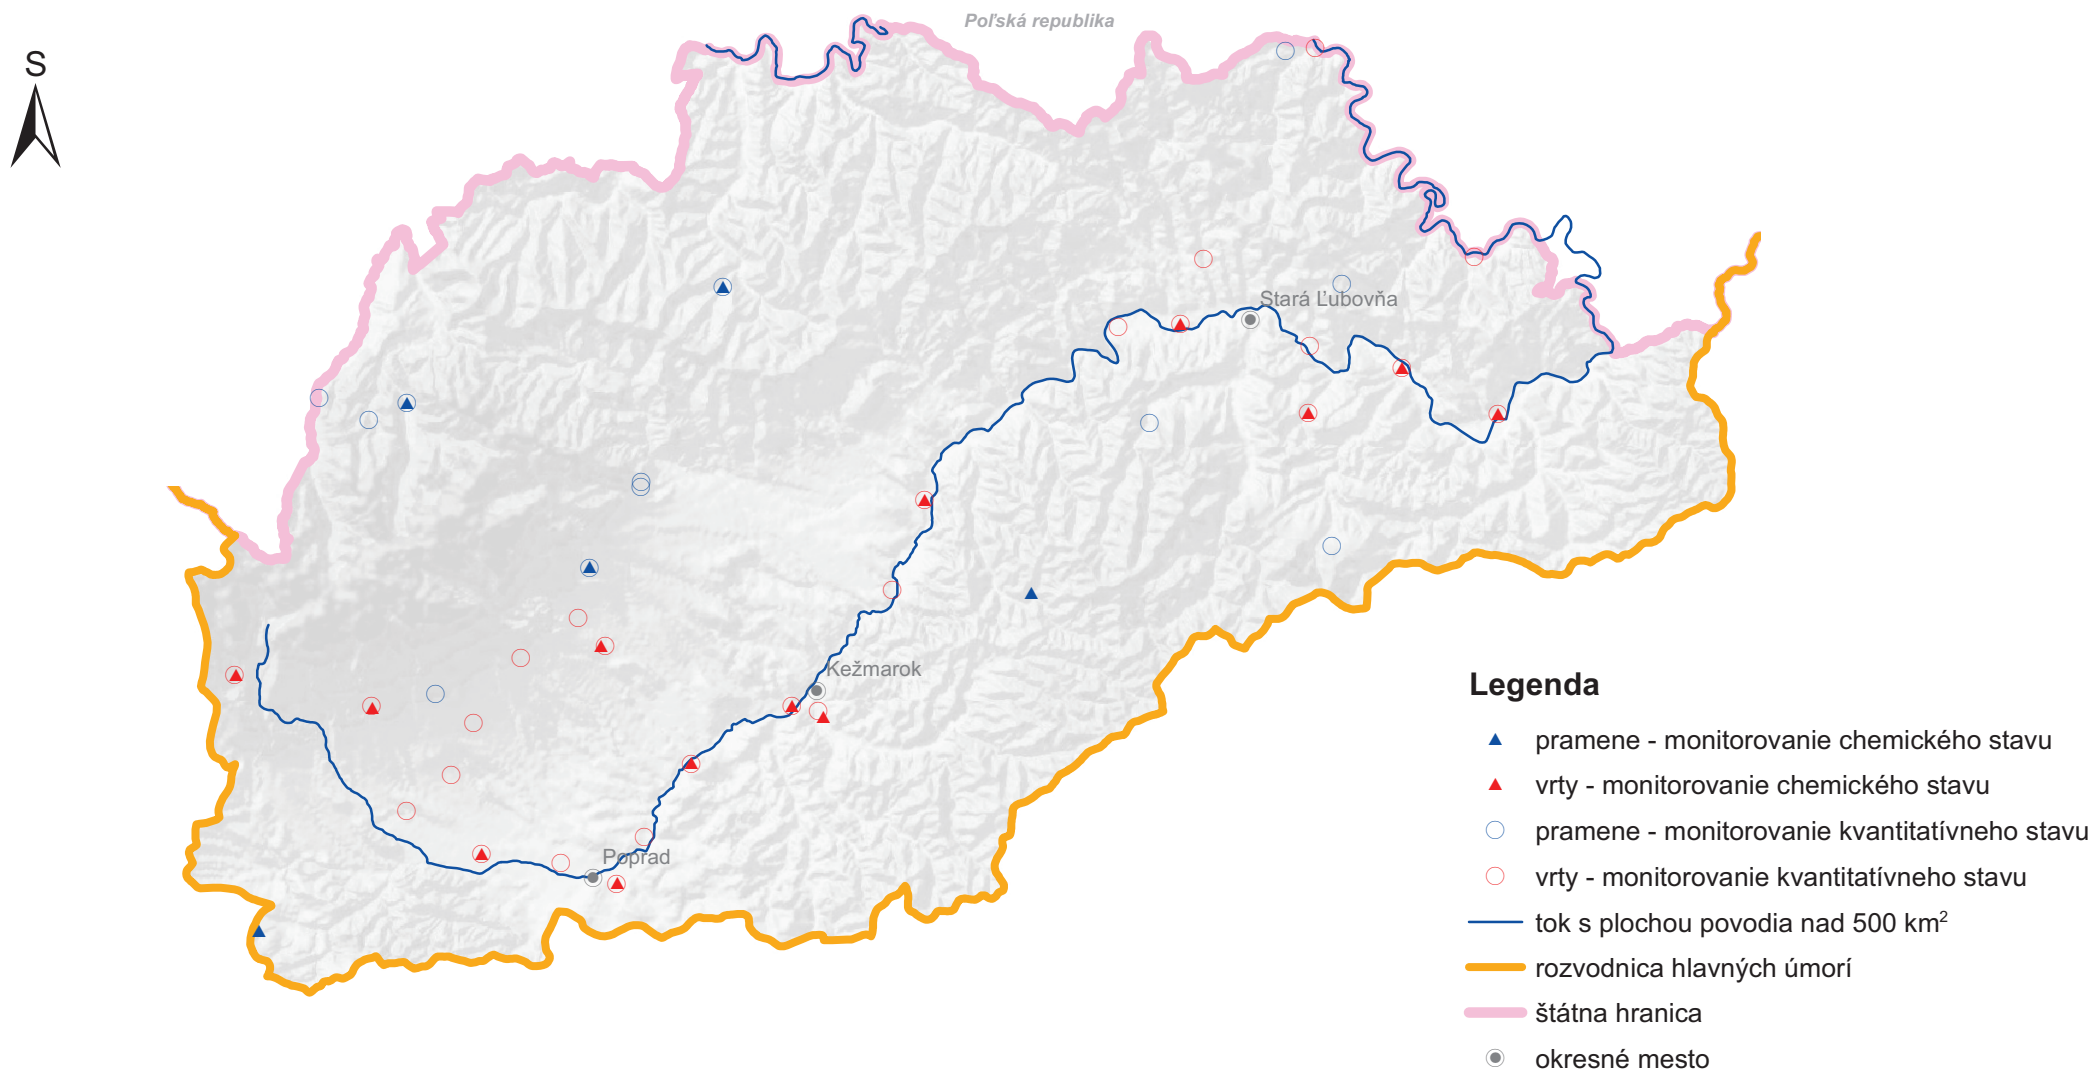 Poľská republika
S
Stará Ľubovňa
Kežmarok
Poprad
Legenda
pramene - monitorovanie chemického stavu
vrty - monitorovanie chemického stavu
pramene - monitorovanie kvantitatívneho stavu
vrty - monitorovanie kvantitatívneho stavu
tok s plochou povodia nad 500 km²
rozvodnica hlavných úmorí
štátna hranica
okresné mesto